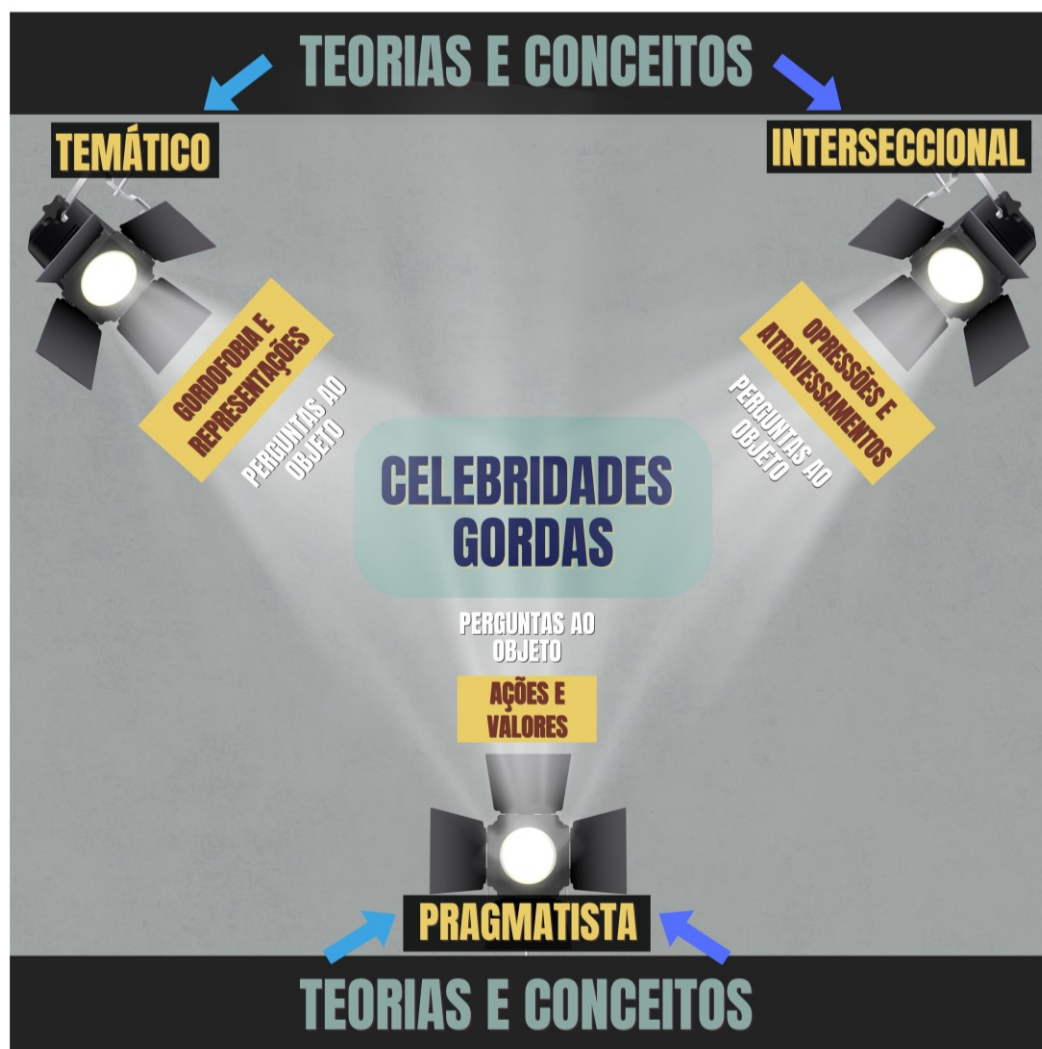 TEORIAS E CONCEITOS
TEMÁTICO
INTERSECCIONAL
GORDOFOBIA E
REPRESENTAÇÕES
PERGUNTAS AO
OBJETO
OPRESSÕES E
ATRAVESSAMENTOS
PERGUNTAS AO
OBJETO
CELEBRIDADES
GORDAS
PERGUNTAS AO
OBJETO
AÇÕES E
VALORES
PRAGMATISTA
TEORIAS E CONCEITOS